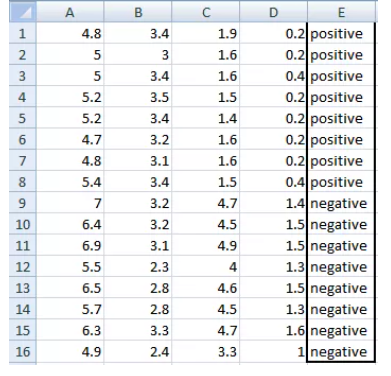 A B C D E
1 4.8 3.4 1.9 0.2 positive
2 5 3 1.6 0.2 positive
3 5 3.4 1.6 0.4 positive
4 5.2 3.5 1.5 0.2 positive
5 5.2 3.4 1.4 0.2 positive
6 4.7 3.2 1.6 0.2 positive
7 4.8 3.1 1.6 0.2 positive
8 5.4 3.4 1.5 0.4 positive
9 7 3.2 4.7 1.4 negative
10 6.4 3.2 4.5 1.5 negative
11 6.9 3.1 4.9 1.5 negative
12 5.5 2.3 4 1.3 negative
13 6.5 2.8 4.6 1.5 negative
14 5.7 2.8 4.5 1.3 negative
15 6.3 3.3 4.7 1.6 negative
16 4.9 2.4 3.3 1 negative